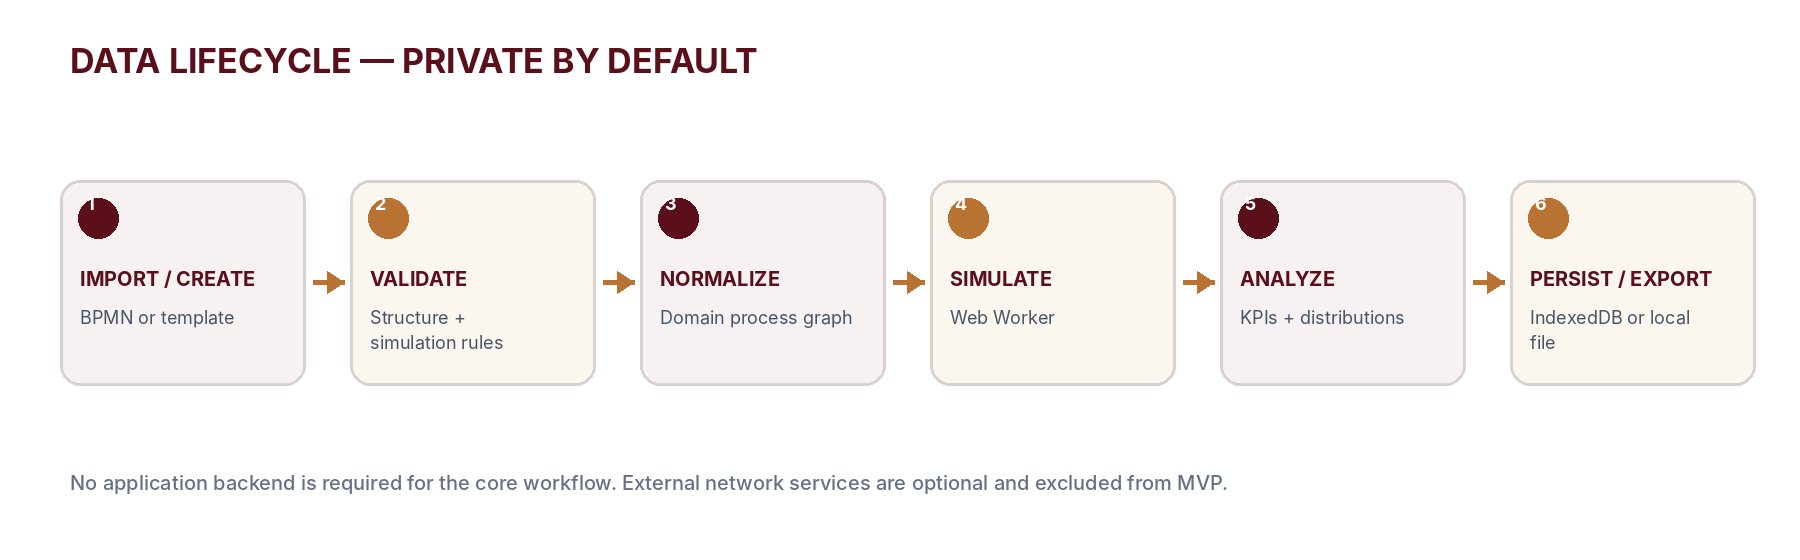 DATA LIFECYCLE — PRIVATE BY DEFAULT
1
IMPORT / CREATE
BPMN or template
2
VALIDATE
Structure +
simulation rules
3
NORMALIZE
Domain process graph
4
SIMULATE
Web Worker
5
ANALYZE
KPIs + distributions
6
PERSIST / EXPORT
IndexedDB or local
file
No application backend is required for the core workflow. External network services are optional and excluded from MVP.